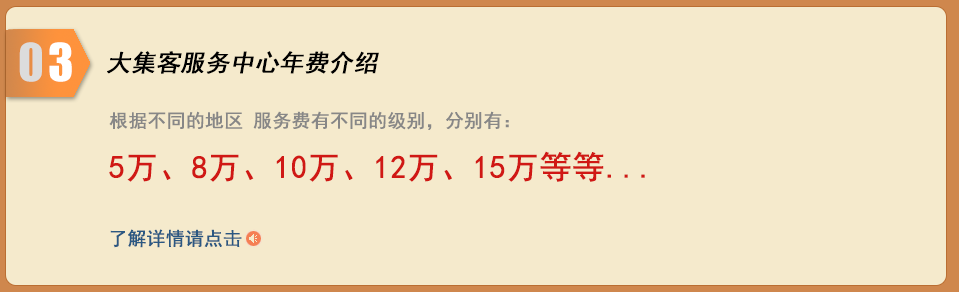 03
大集客服务中心年费介绍
根据不同的地区 服务费有不同的级别，分别有：
5万、8万、10万、12万、15万等等...
了解详情请点击